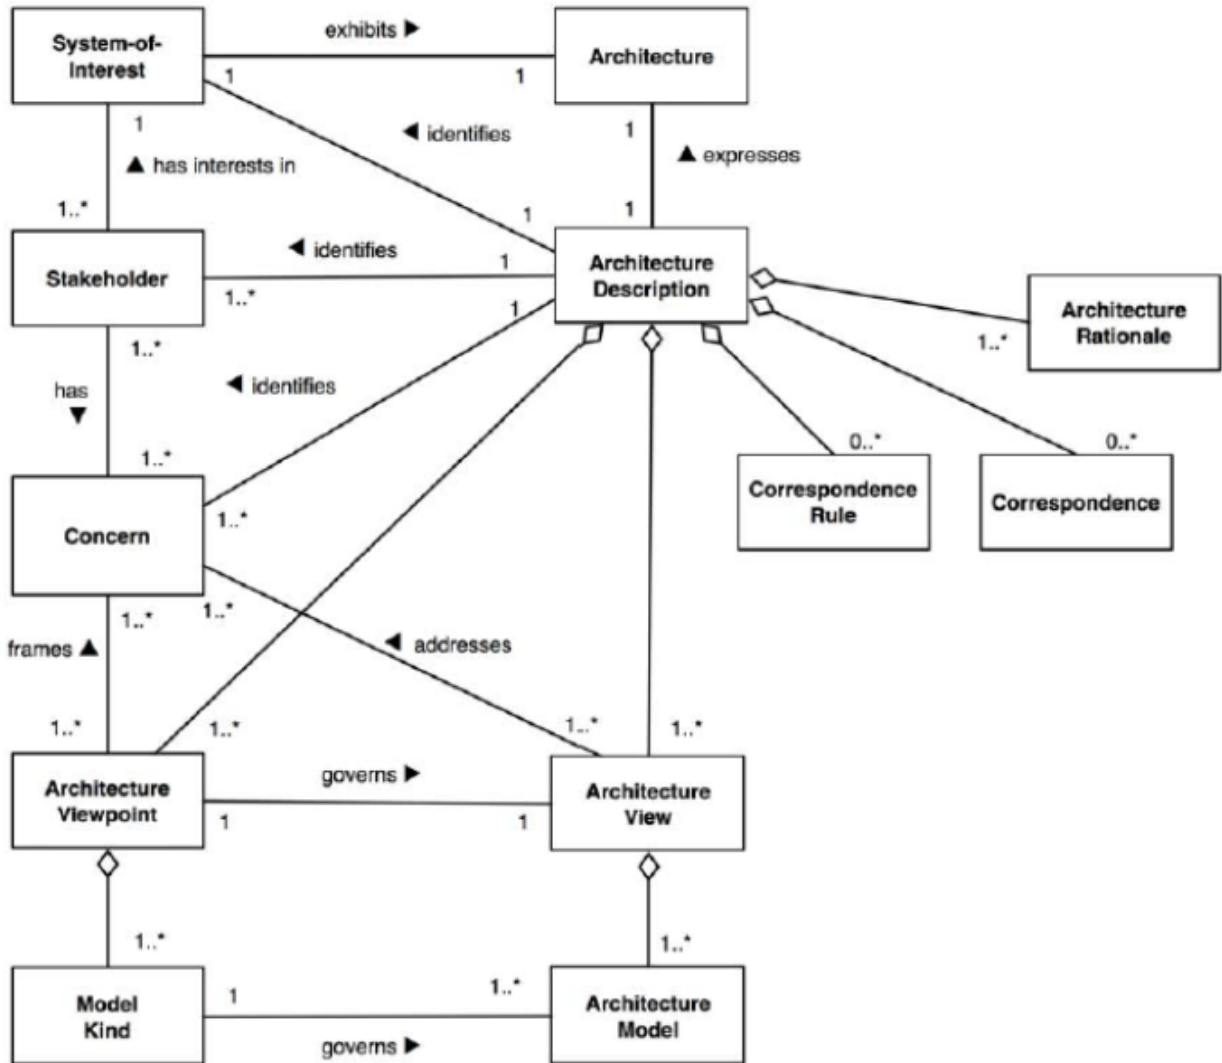 System-of-
Interest
exhibits ►
Architecture
1
1
1
◄ identifies
1
▲ has interests in
▲ expresses
1..*
1
1
Stakeholder
◄ identifies
1
1..*
Architecture
Description
1
Architecture
Rationale
1..*
1..*
has
▼
◄ identifies
1..*
0..*
0..*
Concern
1..*
Correspondence
Rule
Correspondence
1..*
1..*
frames ▲
◄ addresses
1..*
1..*
1..*
1..*
Architecture
Viewpoint
governs ►
1
1
Architecture
View
1..*
1..*
Model
Kind
1
1..*
governs ►
Architecture
Model